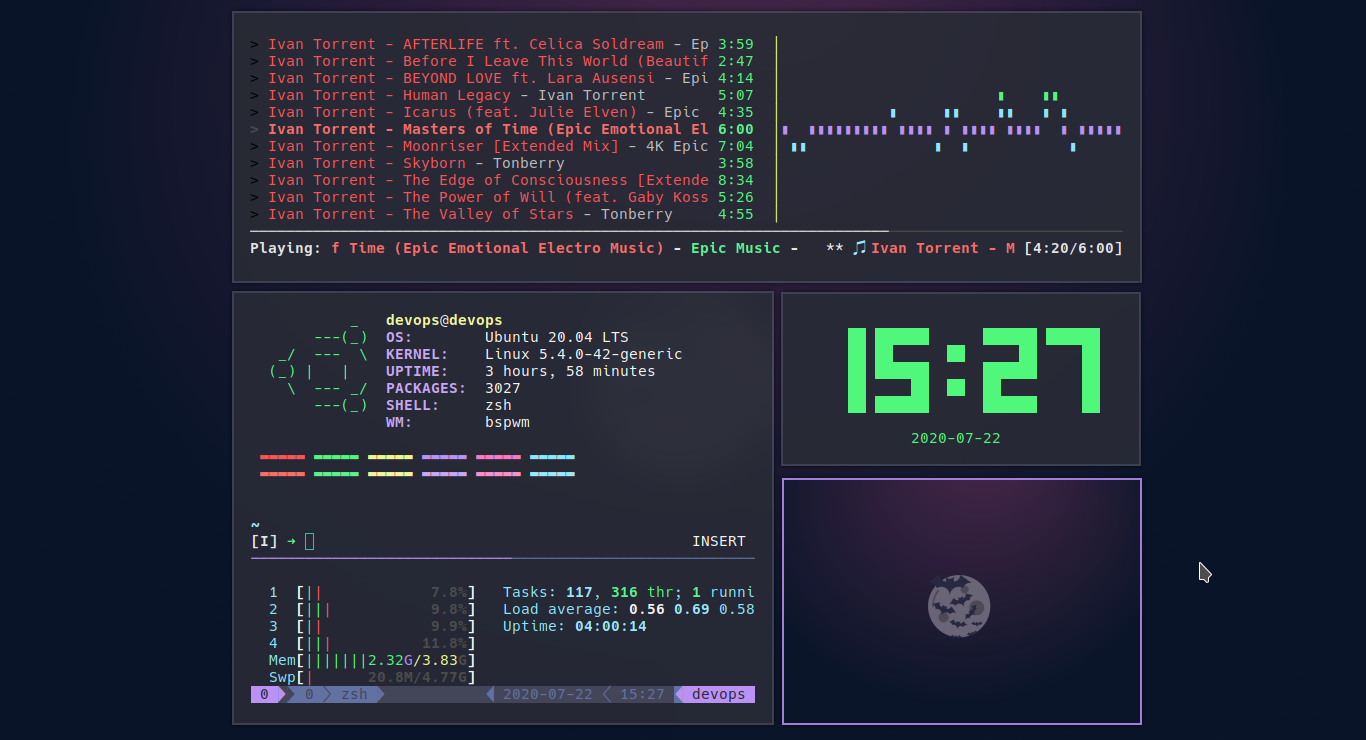 > Ivan Torrent - AFTERLIFE ft. Celica Soldream - Ep 3:59
> Ivan Torrent - Before I Leave This World (Beautif 2:47
> Ivan Torrent - BEYOND LOVE ft. Lara Ausensi - Epi 4:14
> Ivan Torrent - Human Legacy - Ivan Torrent 5:07
> Ivan Torrent - Icarus (feat. Julie Elven) - Epic 4:35
> Ivan Torrent - Masters of Time (Epic Emotional El 6:00
> Ivan Torrent - Moonriser [Extended Mix] - 4K Epic 7:04
> Ivan Torrent - Skyborn - Tonberry 3:58
> Ivan Torrent - The Edge of Consciousness [Extende 8:34
> Ivan Torrent - The Power of Will (feat. Gaby Koss 5:26
> Ivan Torrent - The Valley of Stars - Tonberry 4:55
Playing: f Time (Epic Emotional Electro Music) - Epic Music - ** 🎵Ivan Torrent - M [4:20/6:00]
devops@devops
OS: Ubuntu 20.04 LTS
KERNEL: Linux 5.4.0-42-generic
UPTIME: 3 hours, 58 minutes
PACKAGES: 3027
SHELL: zsh
WM: bspwm
~
[I] ➜ INSERT
1 [|| 7.8%] Tasks: 117, 316 thr; 1 runni
2 [||| 9.8%] Load average: 0.56 0.69 0.58
3 [|| 9.9%] Uptime: 04:00:14
4 [||| 11.8%]
Mem[|||||||2.32G/3.83G]
Swp[| 20.8M/4.77G]
0 0 zsh 2020-07-22 15:27 devops
15:27
2020-07-22